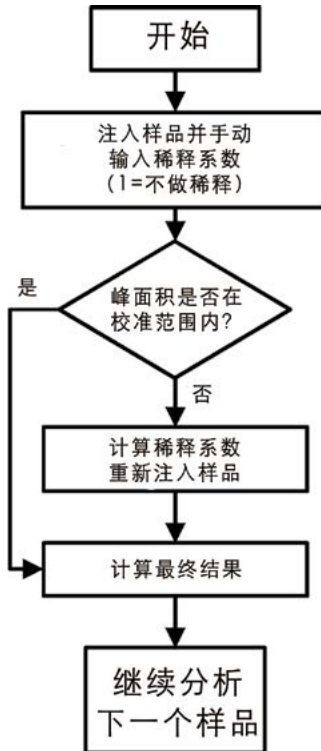 开始
注入样品并手动
输入稀释系数
(1=不做稀释)
是
峰面积是否在
校准范围内?
否
计算稀释系数
重新注入样品
计算最终结果
继续分析
下一个样品